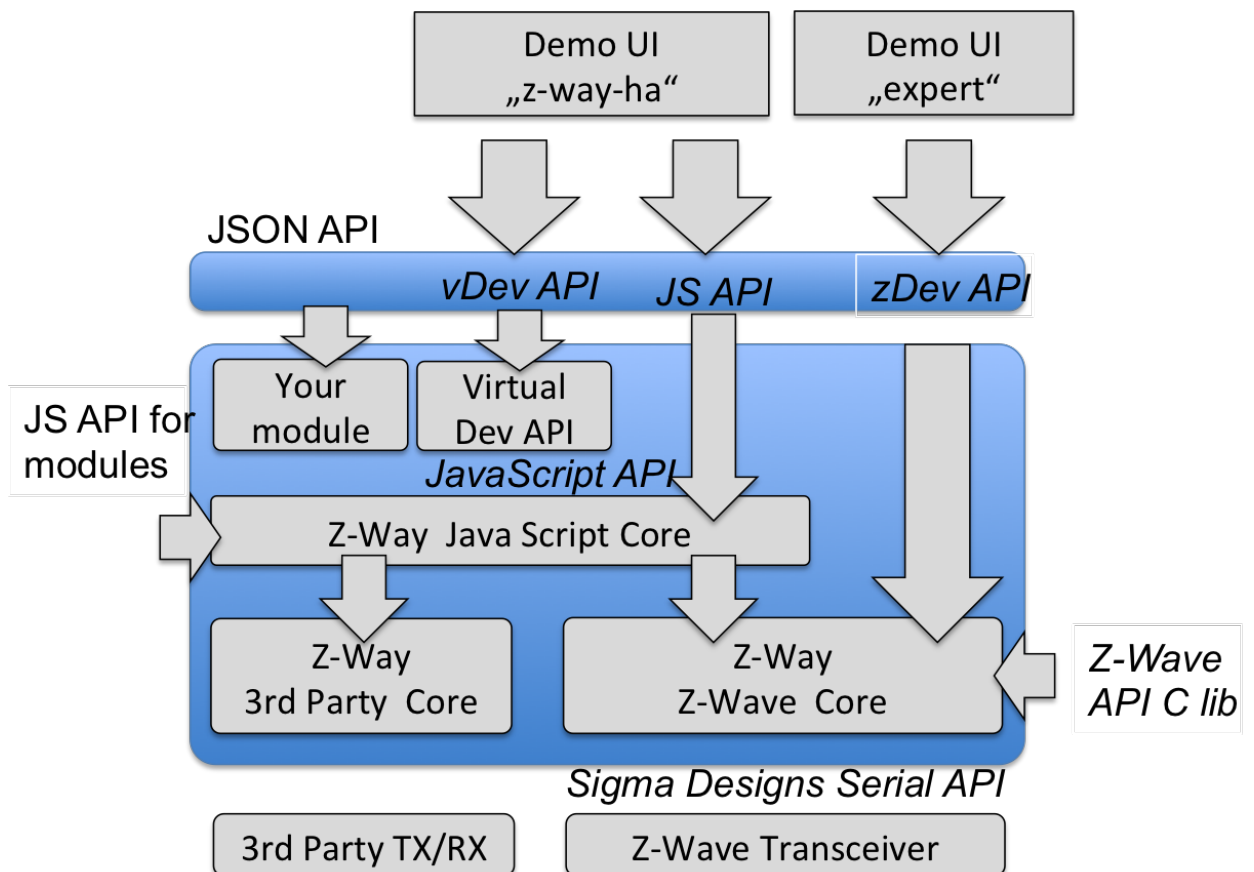 Demo UI
„z-way-ha“
Demo UI
„expert“
JSON API
vDev API
JS API
zDev API
Your
module
Virtual
Dev API
JS API for
modules
JavaScript API
Z-Way Java Script Core
Z-Way
3rd Party Core
Z-Way
Z-Wave Core
Z-Wave
API C lib
Sigma Designs Serial API
3rd Party TX/RX
Z-Wave Transceiver